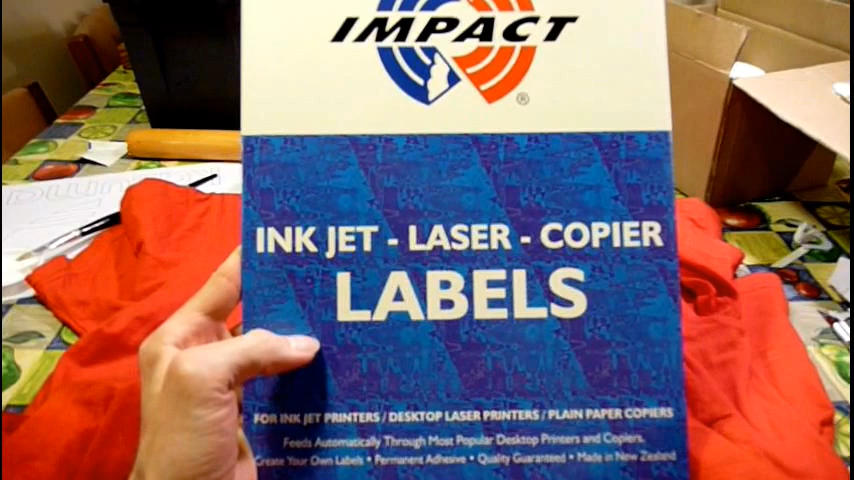 IMPACT
®
INK JET - LASER - COPIER
LABELS
FOR INK JET PRINTERS / DESKTOP LASER PRINTERS / PLAIN PAPER COPIERS
Feeds Automatically Through Most Popular Desktop Printers and Copiers.
Create Your Own Labels • Permanent Adhesive • Quality Guaranteed • Made in New Zealand